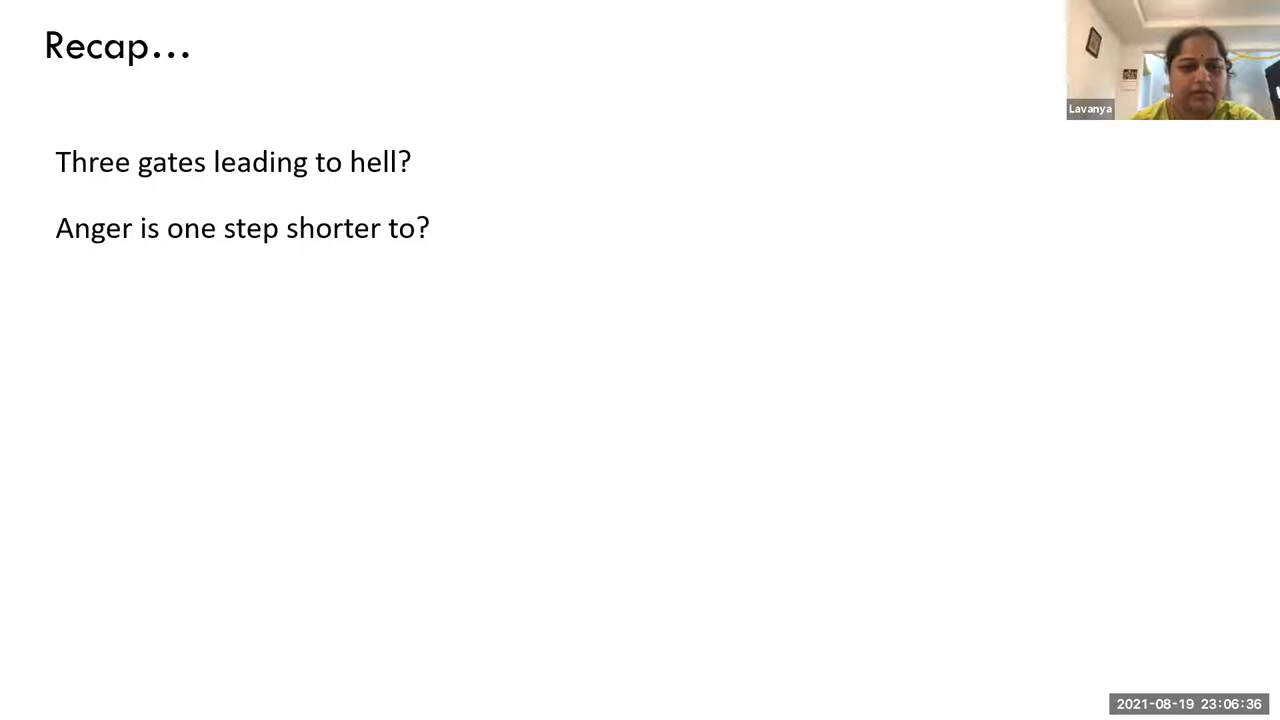 Recap...
Lavanya
Three gates leading to hell?
Anger is one step shorter to?
2021-08-19 23:06:36